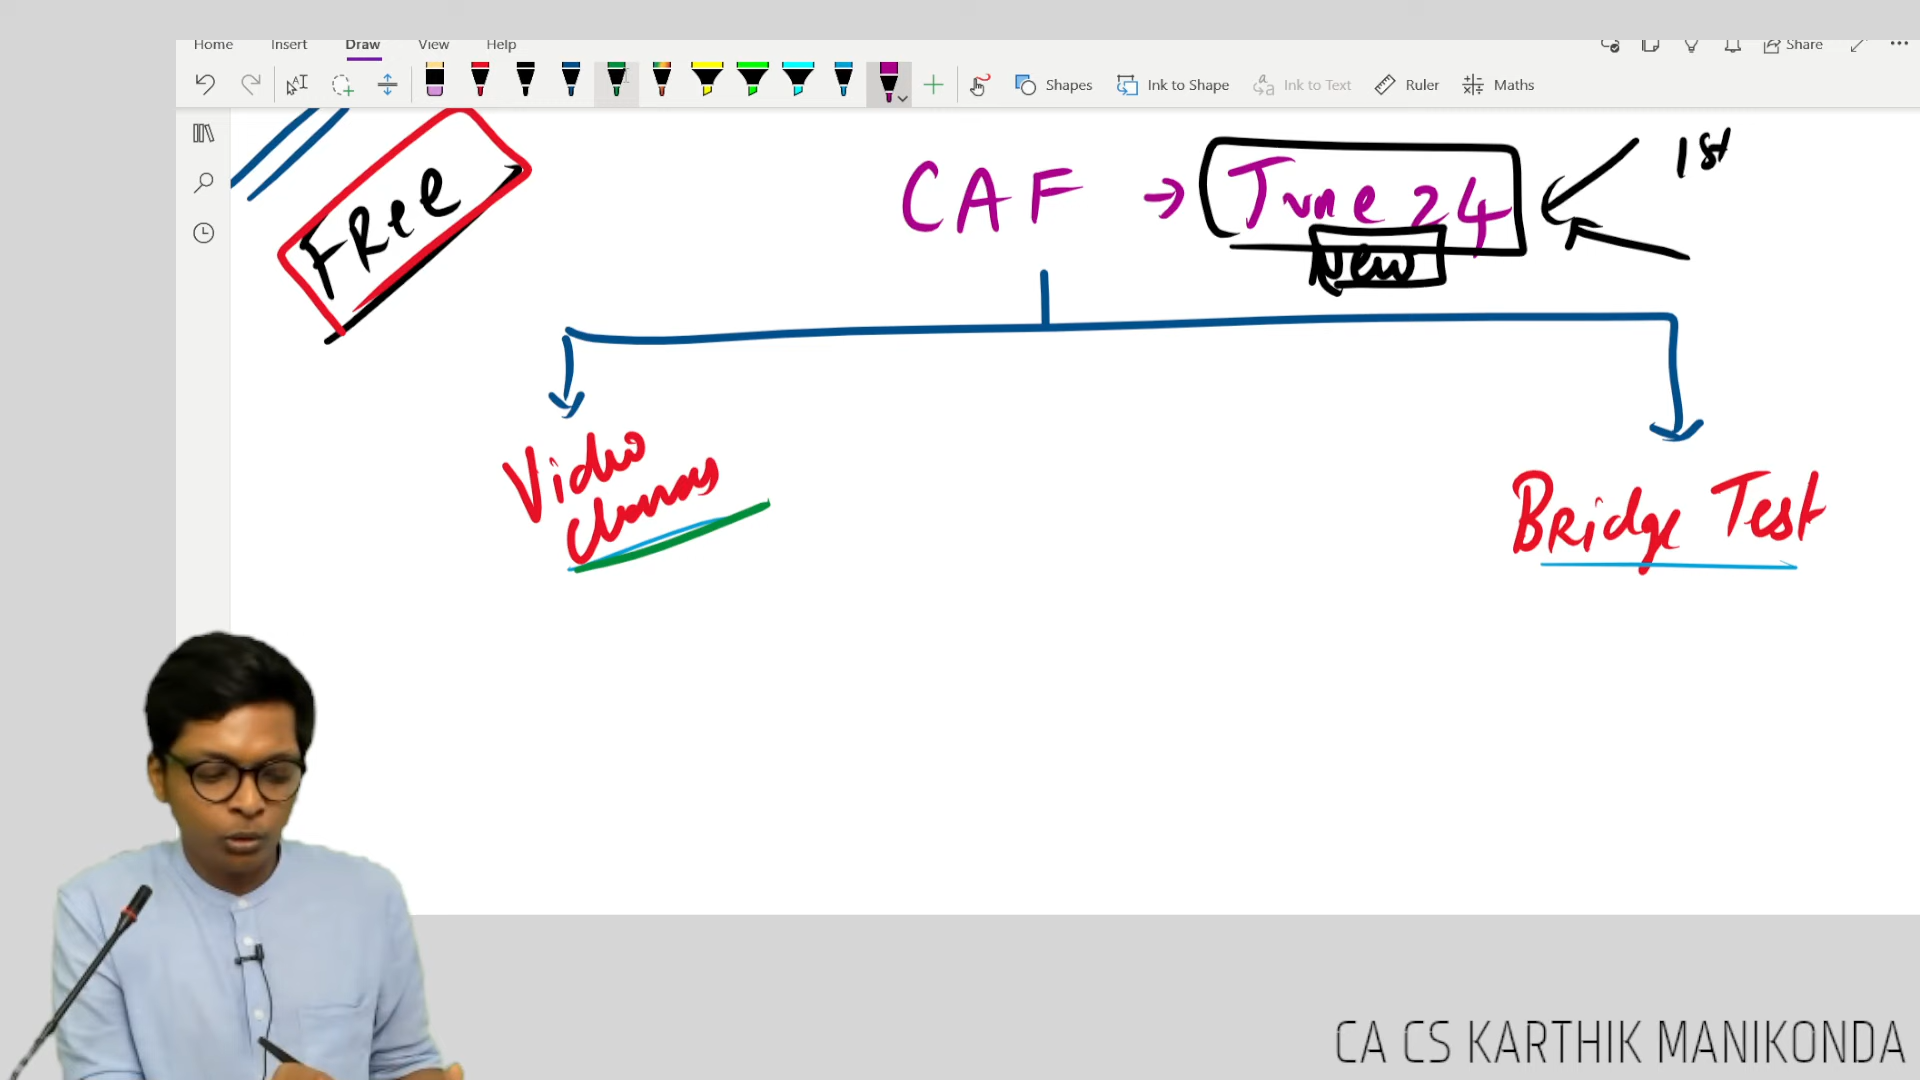 Home Insert Draw View Help Share
Shapes Ink to Shape Ink to Text Ruler Maths
FRee
CAF → June 24
1st
New
Video
Classes
Bridge Test
CA CS KARTHIK MANIKONDA